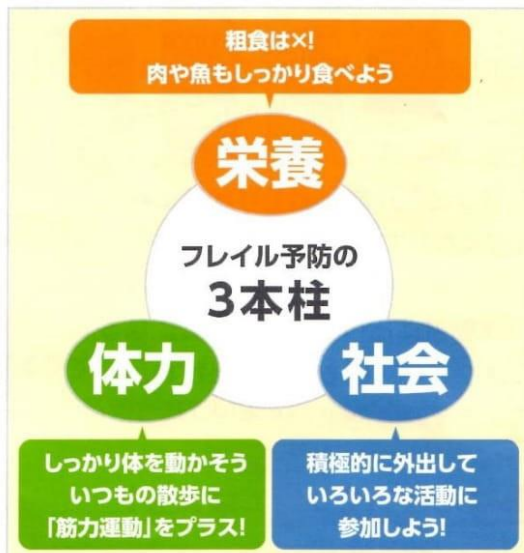 粗食は×!
肉や魚もしっかり食べよう
栄養
フレイル予防の
3本柱
体力
社会
しっかり体を動かそう
いつもの散歩に
「筋力運動」をプラス!
積極的に外出して
いろいろな活動に
参加しよう!